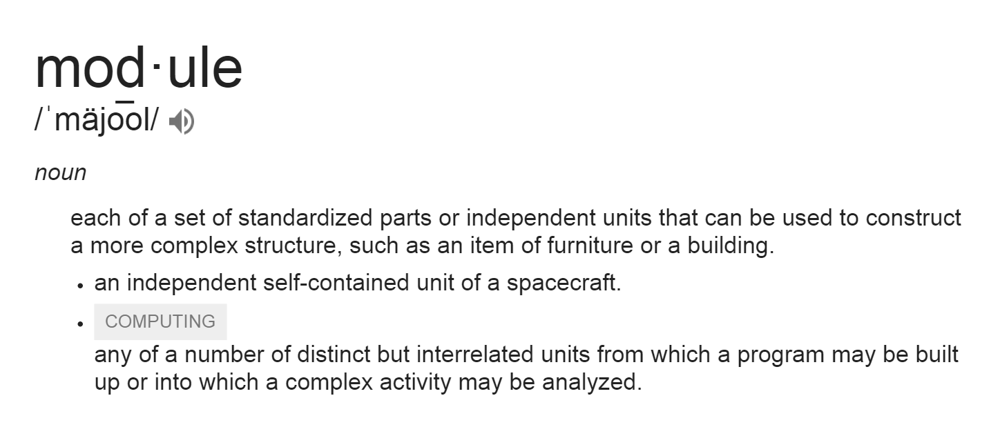 mod·ule
/ˈmäjo͞ol/
noun
each of a set of standardized parts or independent units that can be used to construct
a more complex structure, such as an item of furniture or a building.
• an independent self-contained unit of a spacecraft.
• COMPUTING
any of a number of distinct but interrelated units from which a program may be built
up or into which a complex activity may be analyzed.